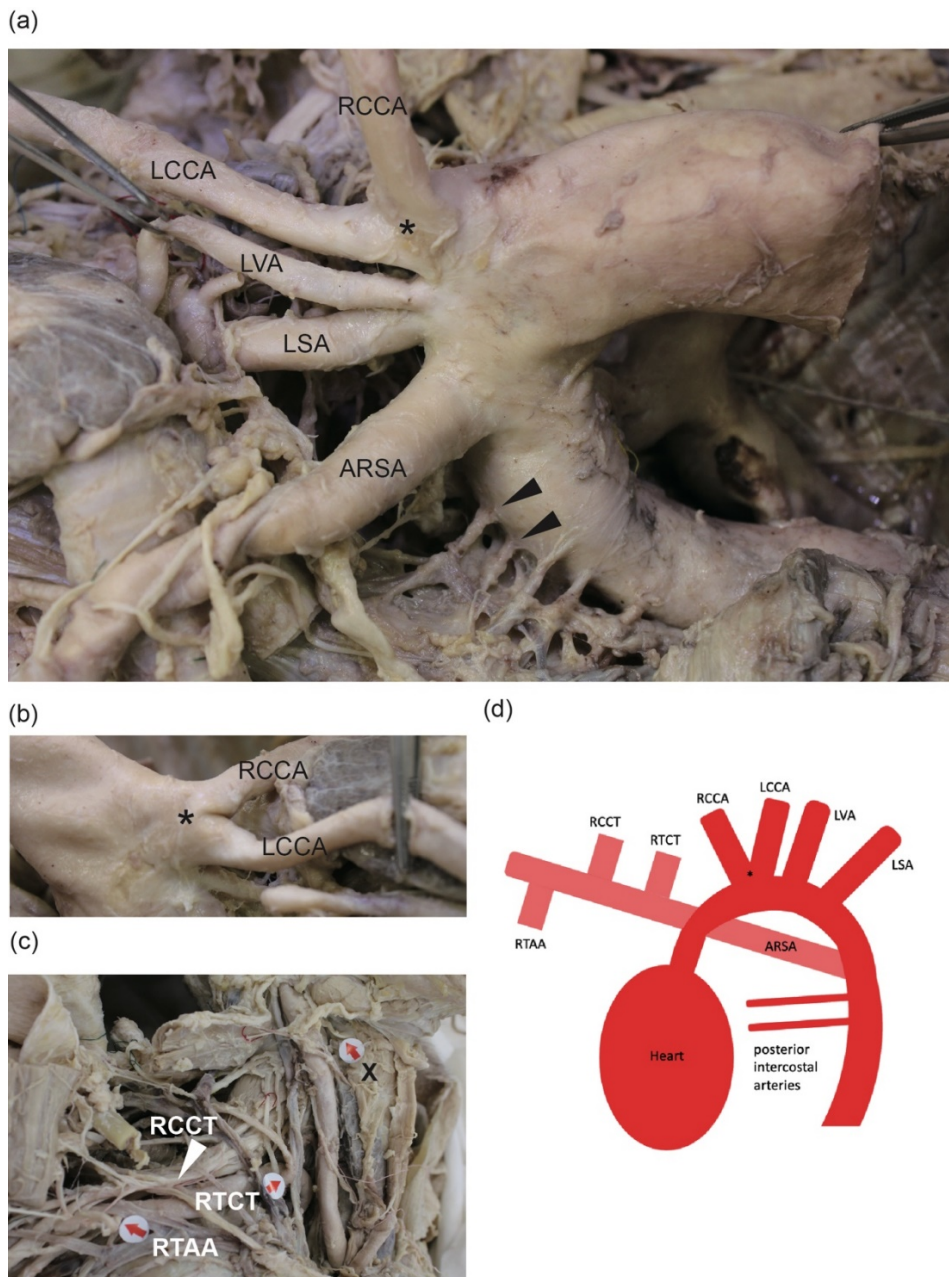 (a)
RCCA
LCCA
*
LVA
LSA
ARSA
(b)
RCCA
*
LCCA
(c)
X
RCCT
RTCT
RTAA
(d)
LCCA
RCCA
LVA
RCCT
RTCT
LSA
*
RTAA
ARSA
Heart
posterior
intercostal
arteries